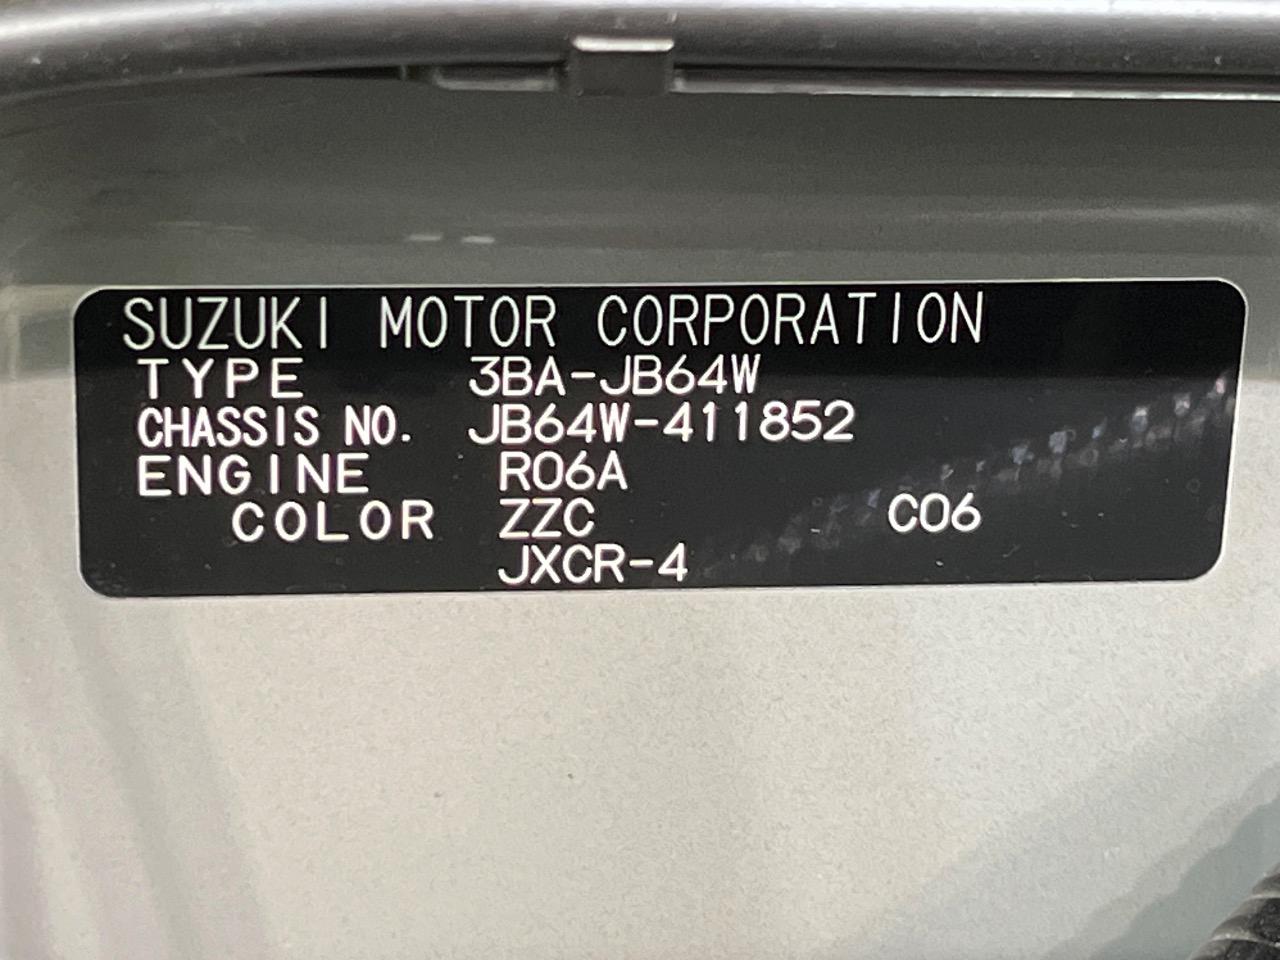 SUZUKI MOTOR CORPORATION
TYPE 3BA-JB64W
CHASSIS NO. JB64W-411852
ENGINE R06A
COLOR ZZC C06
JXCR-4